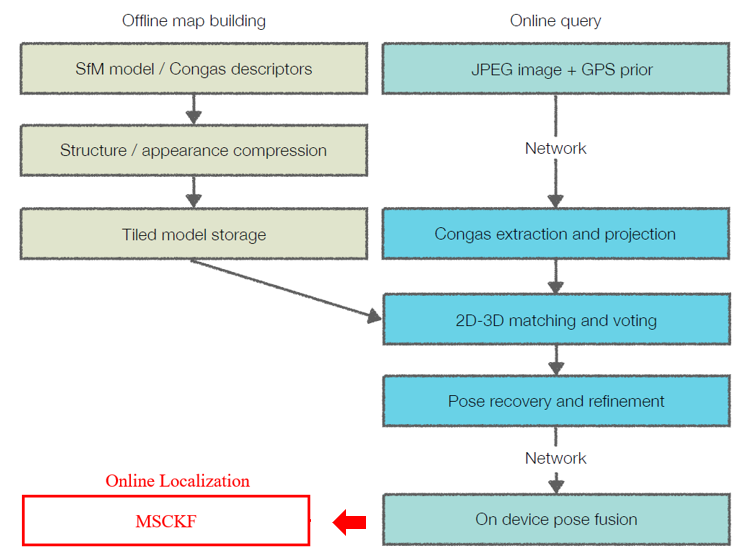 Offline map building
Online query
SfM model / Congas descriptors
JPEG image + GPS prior
Structure / appearance compression
Network
Tiled model storage
Congas extraction and projection
2D-3D matching and voting
Pose recovery and refinement
Network
Online Localization
MSCKF
On device pose fusion